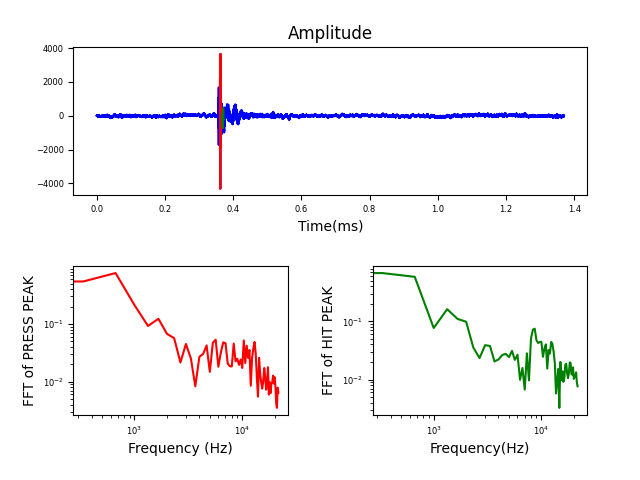 Amplitude
4000
2000
0
−2000
−4000
0.0 0.2 0.4 0.6 0.8 1.0 1.2 1.4
Time(ms)
FFT of PRESS PEAK
10⁻¹
10⁻²
10³ 10⁴
Frequency (Hz)
FFT of HIT PEAK
10⁻¹
10⁻²
10³ 10⁴
Frequency(Hz)